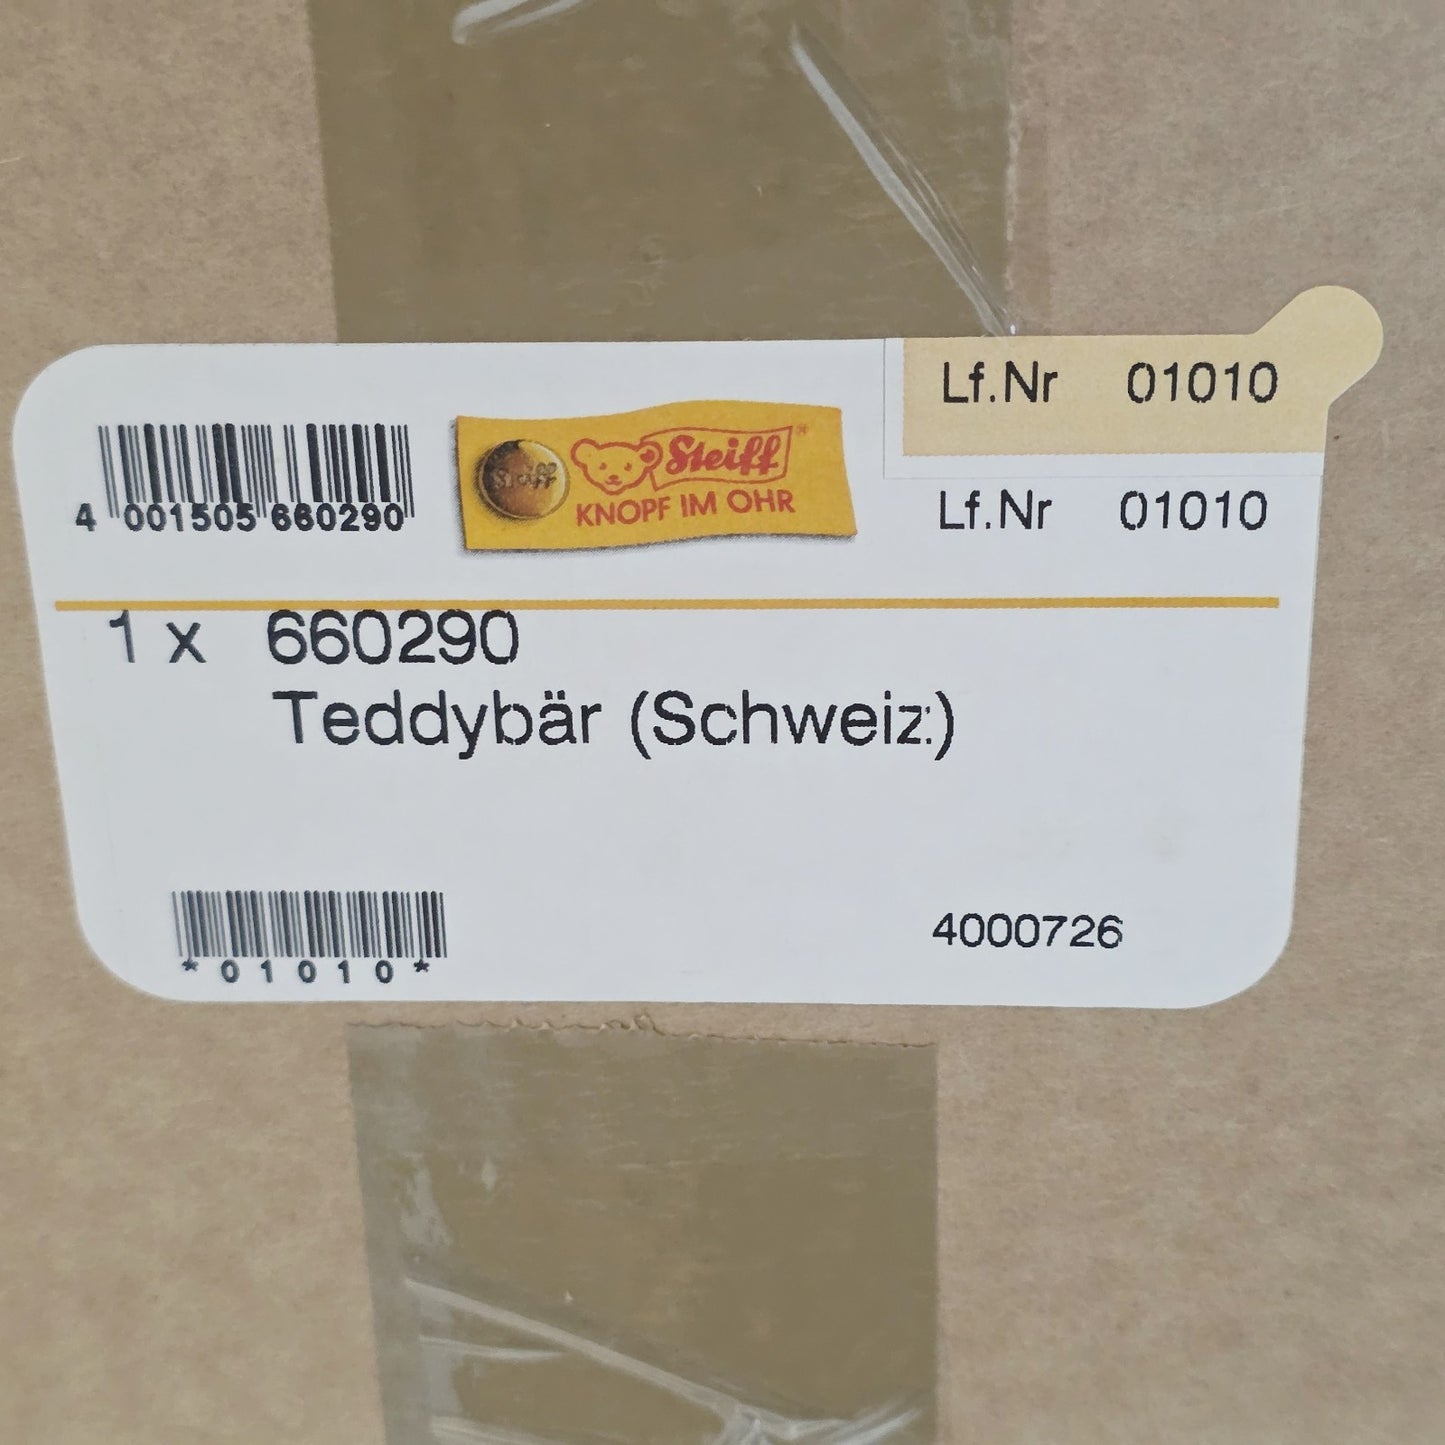 Lf.Nr 01010
Steiff
Steiff®
KNOPF IM OHR
Lf.Nr 01010
4 001505 660290
1 x 660290
Teddybär (Schweiz)
*01010*
4000726